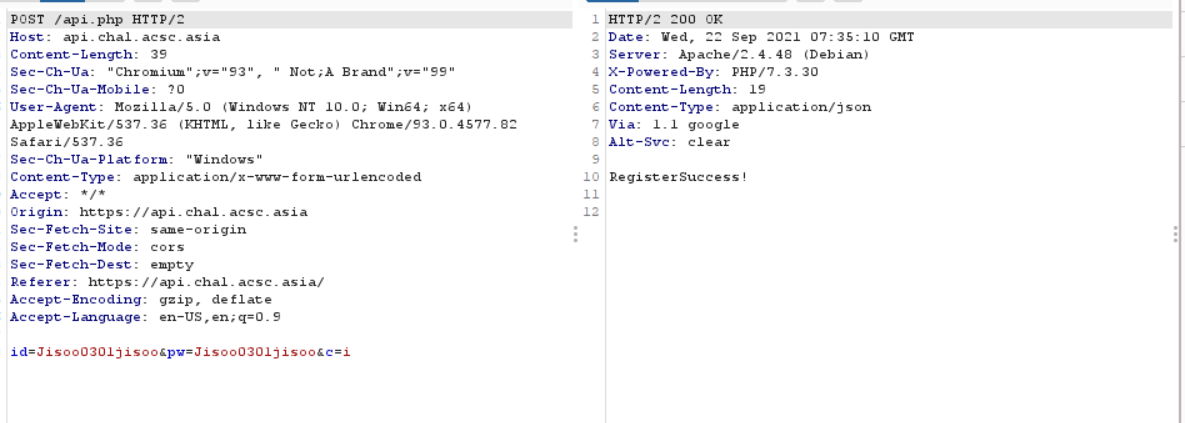 POST /api.php HTTP/2
Host: api.chal.acsc.asia
Content-Length: 39
Sec-Ch-Ua: "Chromium";v="93", " Not;A Brand";v="99"
Sec-Ch-Ua-Mobile: ?0
User-Agent: Mozilla/5.0 (Windows NT 10.0; Win64; x64)
AppleWebKit/537.36 (KHTML, like Gecko) Chrome/93.0.4577.82
Safari/537.36
Sec-Ch-Ua-Platform: "Windows"
Content-Type: application/x-www-form-urlencoded
Accept: */*
Origin: https://api.chal.acsc.asia
Sec-Fetch-Site: same-origin
Sec-Fetch-Mode: cors
Sec-Fetch-Dest: empty
Referer: https://api.chal.acsc.asia/
Accept-Encoding: gzip, deflate
Accept-Language: en-US,en;q=0.9
id=Jisoo0301jisoo&pw=Jisoo0301jisoo&c=i
1 HTTP/2 200 OK
2 Date: Wed, 22 Sep 2021 07:35:10 GMT
3 Server: Apache/2.4.48 (Debian)
4 X-Powered-By: PHP/7.3.30
5 Content-Length: 19
6 Content-Type: application/json
7 Via: 1.1 google
8 Alt-Svc: clear
9
10 RegisterSuccess!
11
12